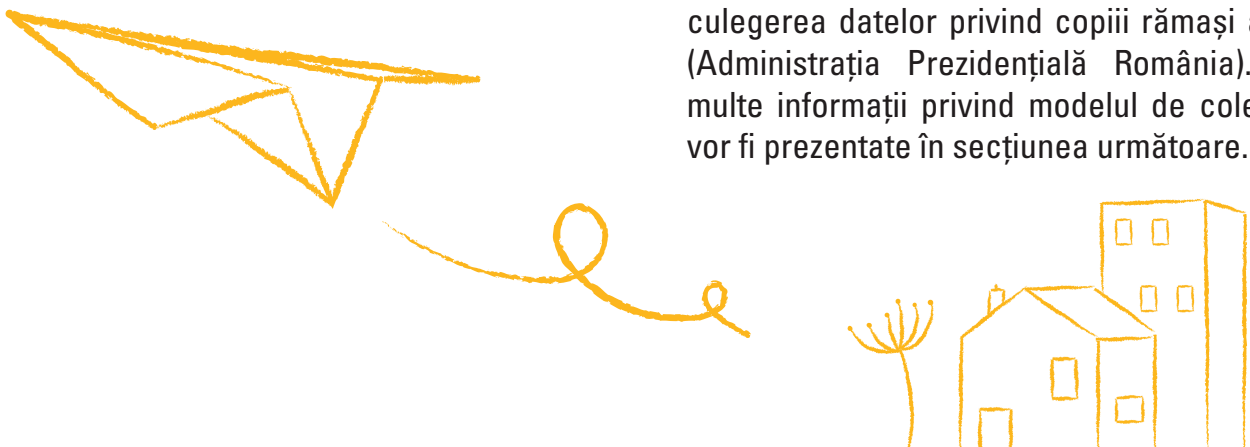 culegerea datelor privind copiii rămași
(Administrația Prezidențială România).
multe informații privind modelul de
vor fi prezentate în secțiunea următoare.